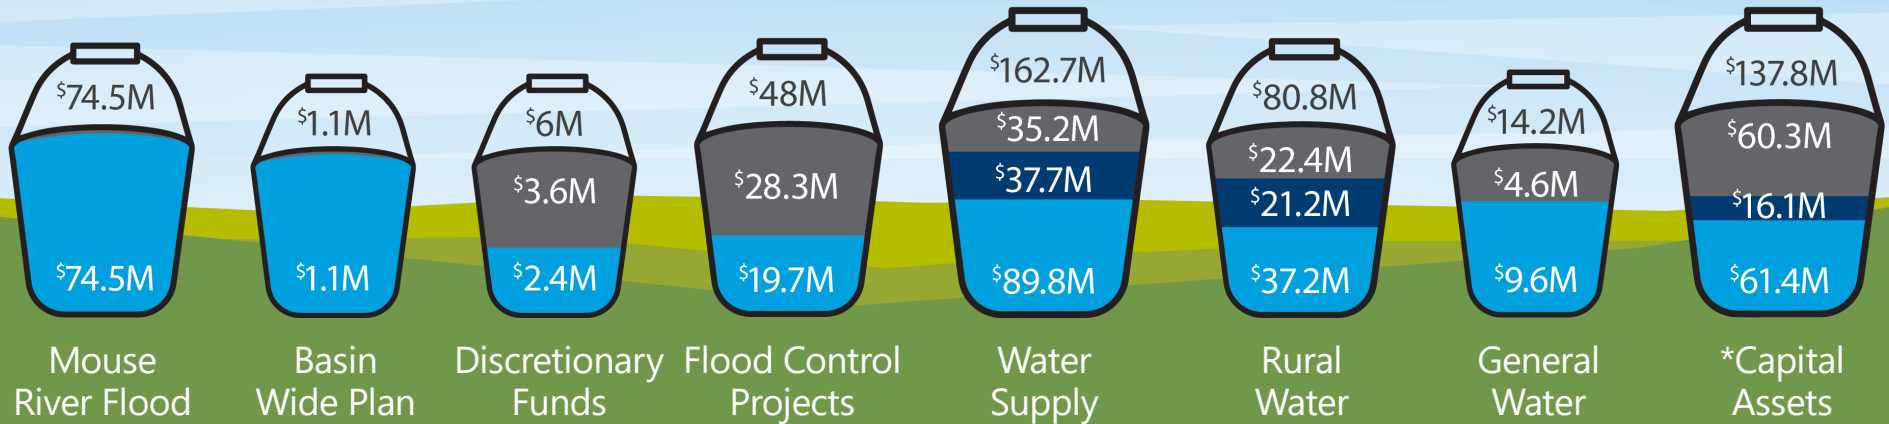 $74.5M
$74.5M
Mouse
River Flood
$1.1M
$1.1M
Basin
Wide Plan
$6M
$3.6M
$2.4M
Discretionary
Funds
$48M
$28.3M
$19.7M
Flood Control
Projects
$162.7M
$35.2M
$37.7M
$89.8M
Water
Supply
$80.8M
$22.4M
$21.2M
$37.2M
Rural
Water
$14.2M
$4.6M
$9.6M
General
Water
$137.8M
$60.3M
$16.1M
$61.4M
*Capital
Assets